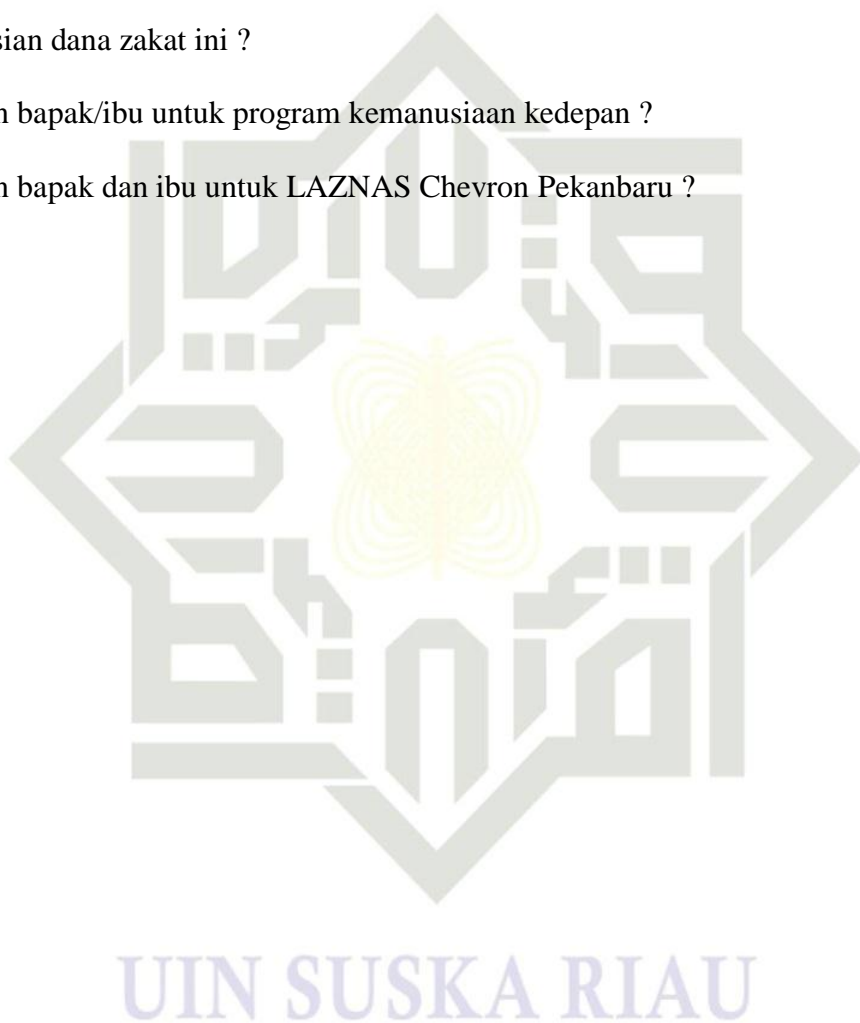 sian dana zakat ini ?
n bapak/ibu untuk program kemanusiaan kedepan ?
n bapak dan ibu untuk LAZNAS Chevron Pekanbaru ?
UIN SUSKA RIAU